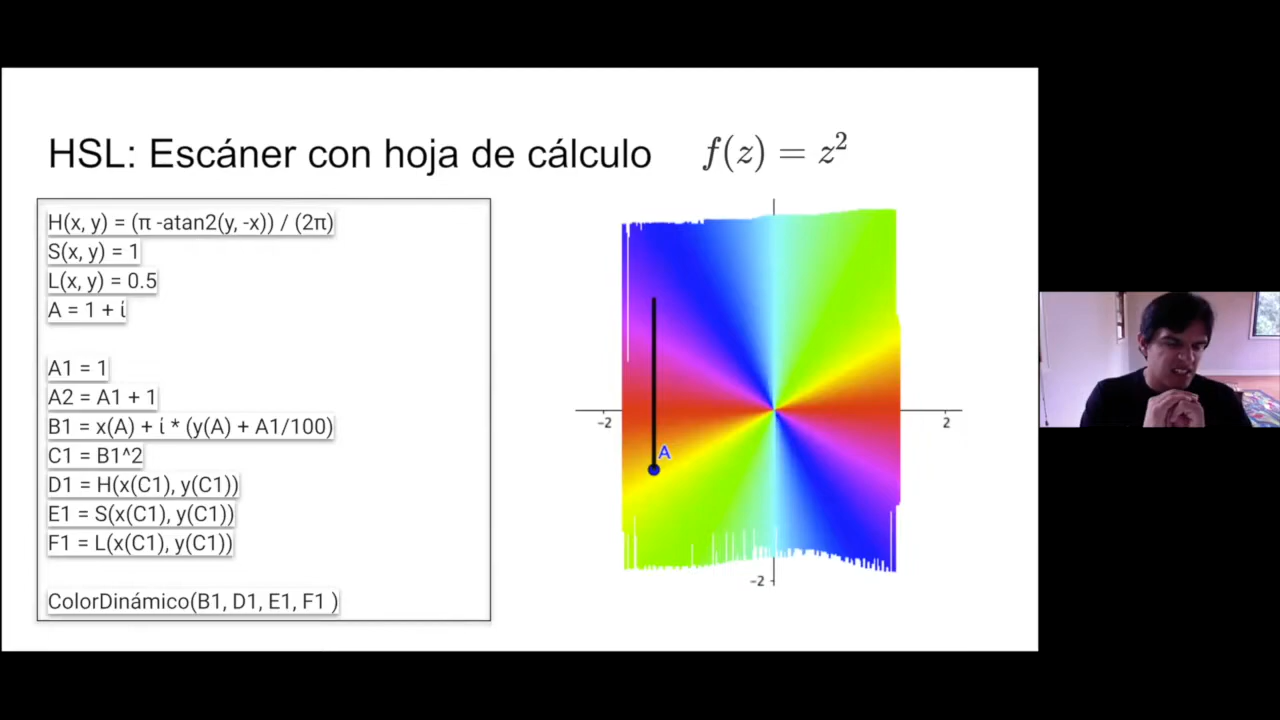 HSL: Escáner con hoja de cálculo
f(z) = z²
H(x, y) = (π -atan2(y, -x)) / (2π)
S(x, y) = 1
L(x, y) = 0.5
A = 1 + í
A1 = 1
A2 = A1 + 1
B1 = x(A) + í * (y(A) + A1/100)
C1 = B1^2
D1 = H(x(C1), y(C1))
E1 = S(x(C1), y(C1))
F1 = L(x(C1), y(C1))
ColorDinámico(B1, D1, E1, F1 )
A
-2
2
-2